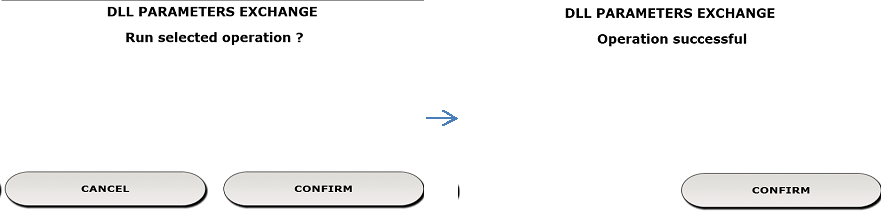 DLL PARAMETERS EXCHANGE
Run selected operation ?
CANCEL
CONFIRM
DLL PARAMETERS EXCHANGE
Operation successful
CONFIRM